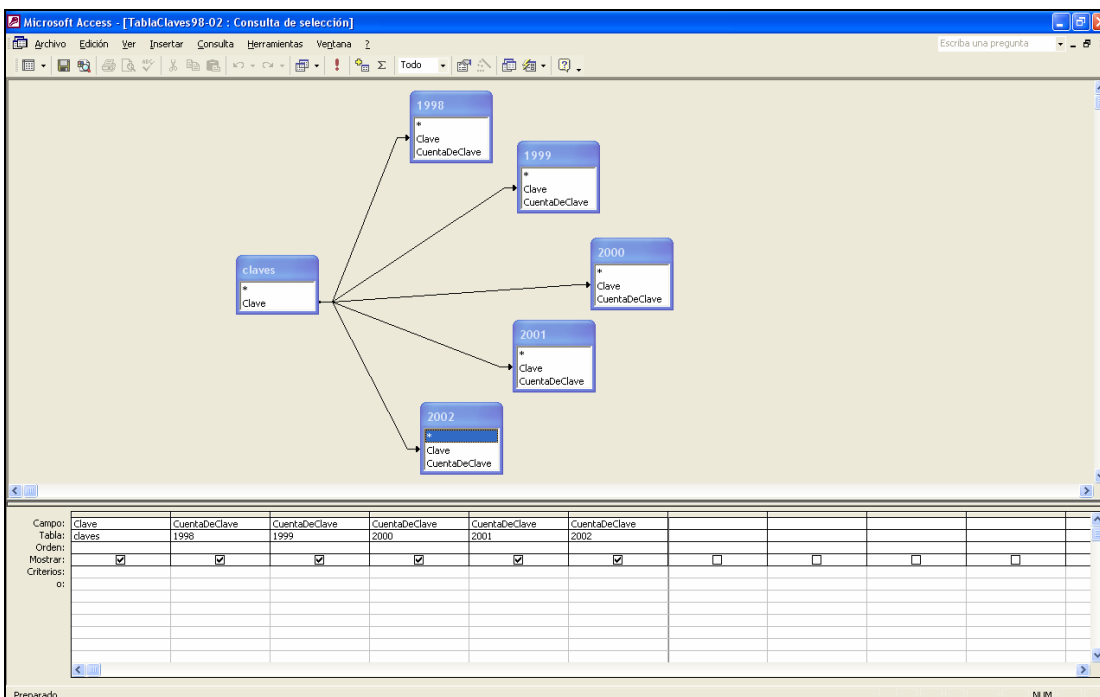 Microsoft Access - [TablaClaves98-02 : Consulta de selección]
Archivo Edición Ver Insertar Consulta Herramientas Ventana ?
Escriba una pregunta
Todo
1998
*
Clave
CuentaDeClave
1999
*
Clave
CuentaDeClave
2000
*
Clave
CuentaDeClave
claves
*
Clave
2001
*
Clave
CuentaDeClave
2002
*
Clave
CuentaDeClave
Campo: Clave CuentaDeClave CuentaDeClave CuentaDeClave CuentaDeClave CuentaDeClave
Tabla: claves 1998 1999 2000 2001 2002
Orden:
Mostrar:
Criterios:
o:
Preparado NUM